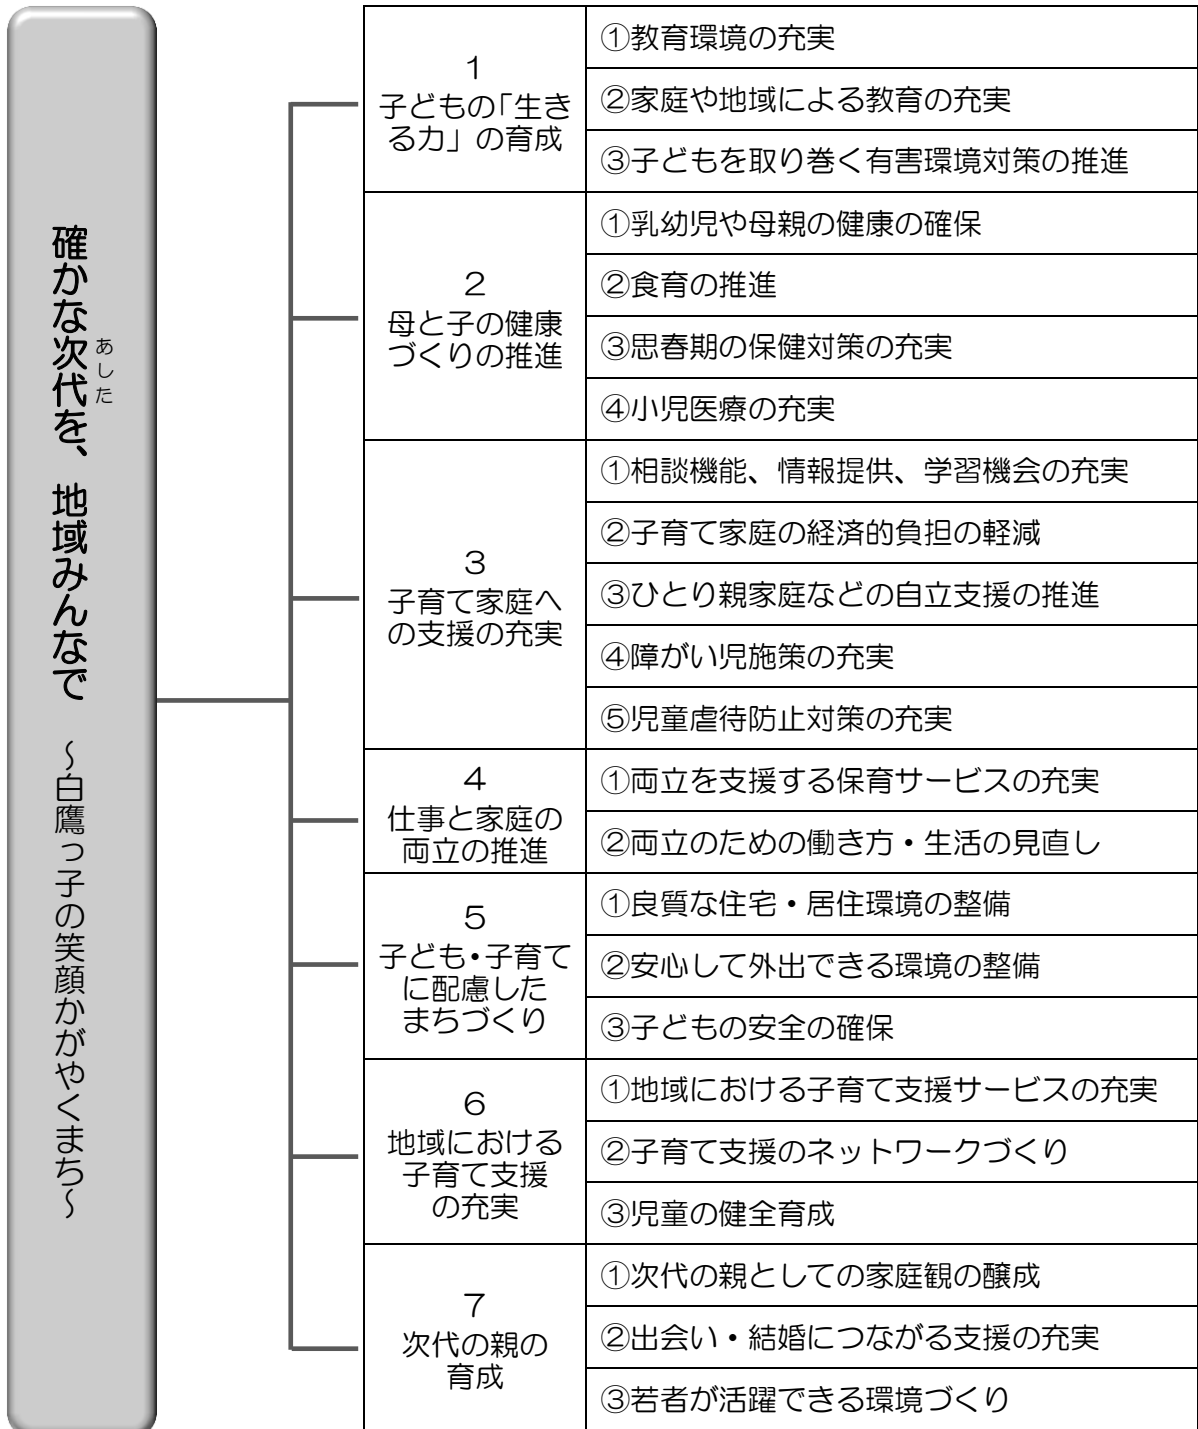 確かな次代を、地域みんなで ～白鷹っ子の笑顔かがやくまち～
あした
1
子どもの「生き
る力」の育成
①教育環境の充実
②家庭や地域による教育の充実
③子どもを取り巻く有害環境対策の推進
2
母と子の健康
づくりの推進
①乳幼児や母親の健康の確保
②食育の推進
③思春期の保健対策の充実
④小児医療の充実
3
子育て家庭へ
の支援の充実
①相談機能、情報提供、学習機会の充実
②子育て家庭の経済的負担の軽減
③ひとり親家庭などの自立支援の推進
④障がい児施策の充実
⑤児童虐待防止対策の充実
4
仕事と家庭の
両立の推進
①両立を支援する保育サービスの充実
②両立のための働き方・生活の見直し
5
子ども・子育て
に配慮した
まちづくり
①良質な住宅・居住環境の整備
②安心して外出できる環境の整備
③子どもの安全の確保
6
地域における
子育て支援
の充実
①地域における子育て支援サービスの充実
②子育て支援のネットワークづくり
③児童の健全育成
7
次代の親の
育成
①次代の親としての家庭観の醸成
②出会い・結婚につながる支援の充実
③若者が活躍できる環境づくり